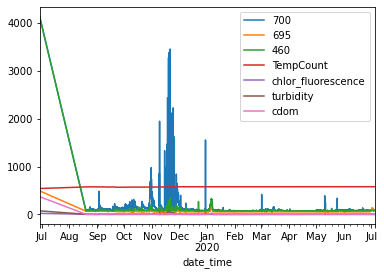 700
695
460
TempCount
chlor_fluorescence
turbidity
cdom
4000
3000
2000
1000
0
Jul Aug Sep Oct Nov Dec Jan Feb Mar Apr May Jun Jul
2020
date_time